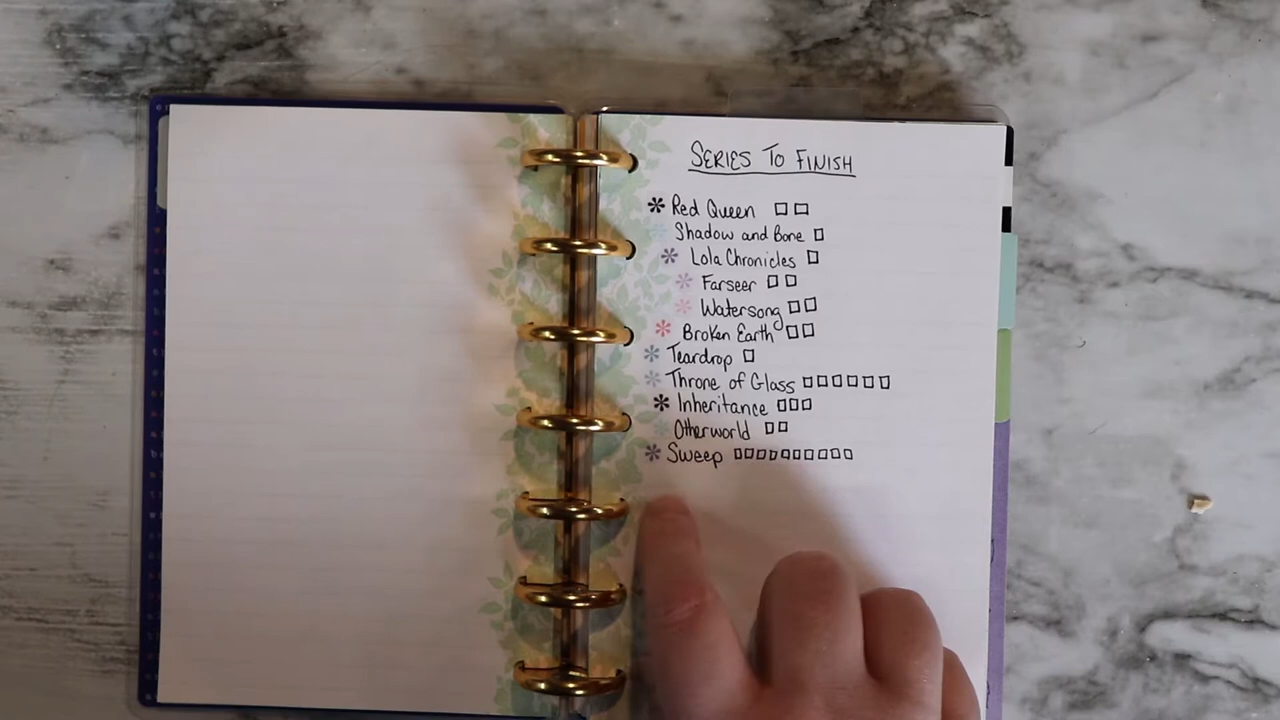 SERIES TO FINISH
Red Queen
Shadow and Bone
Lola Chronicles
Farseer
Watersong
Broken Earth
Teardrop
Throne of Glass
Inheritance
Otherworld
Sweep